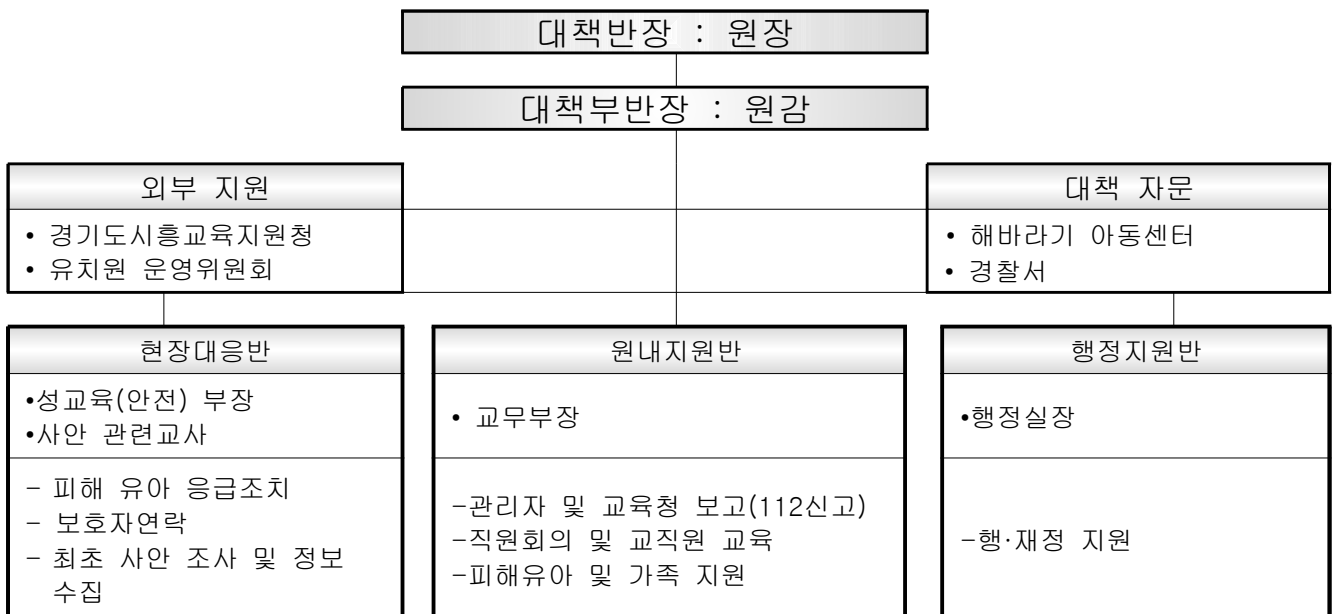 대책반장 : 원장
대책부반장 : 원감
외부 지원
• 경기도시흥교육지원청
• 유치원 운영위원회
대책 자문
• 해바라기 아동센터
• 경찰서
현장대응반
•성교육(안전) 부장
•사안 관련교사
- 피해 유아 응급조치
- 보호자연락
- 최초 사안 조사 및 정보
수집
원내지원반
• 교무부장
-관리자 및 교육청 보고(112신고)
-직원회의 및 교직원 교육
-피해유아 및 가족 지원
행정지원반
•행정실장
-행·재정 지원